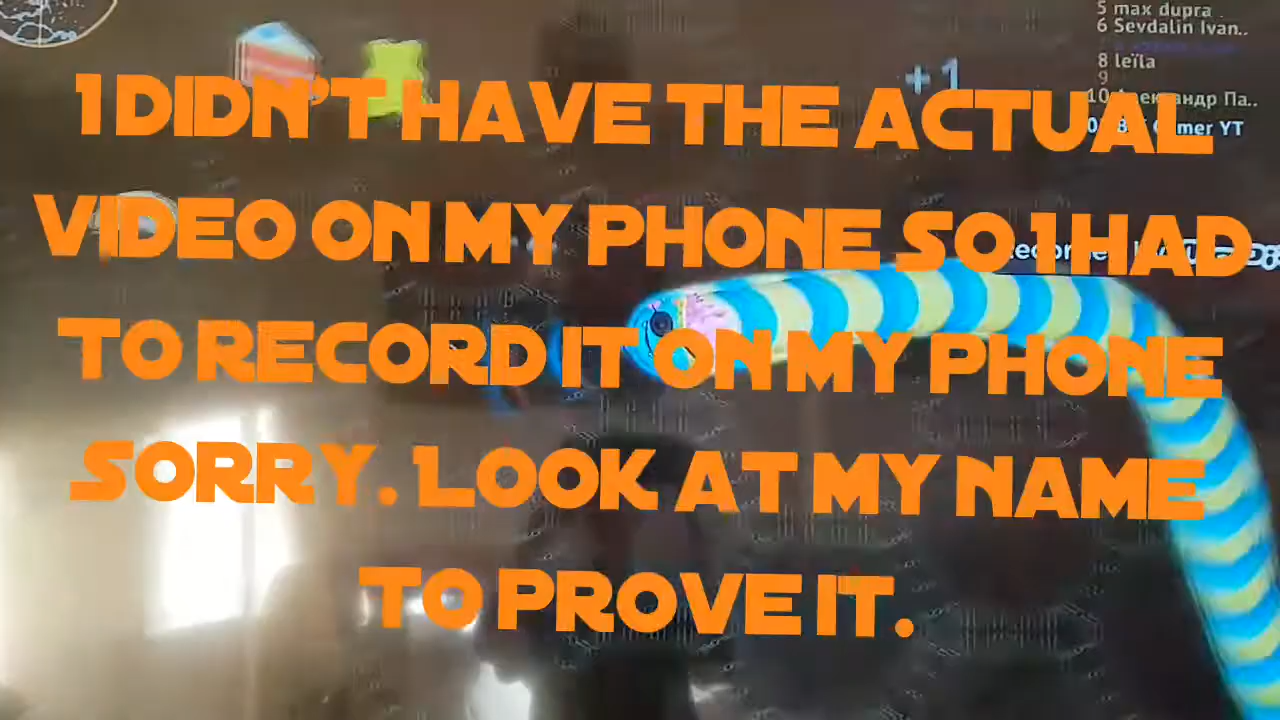 5 max dupra
6 Sevdalin Ivan..
8 leïla
9
+1
10 Александр Па..
I DIDN'T HAVE THE ACTUAL
VIDEO ON MY PHONE SO I HAD
TO RECORD IT ON MY PHONE
SORRY. LOOK AT MY NAME
TO PROVE IT.